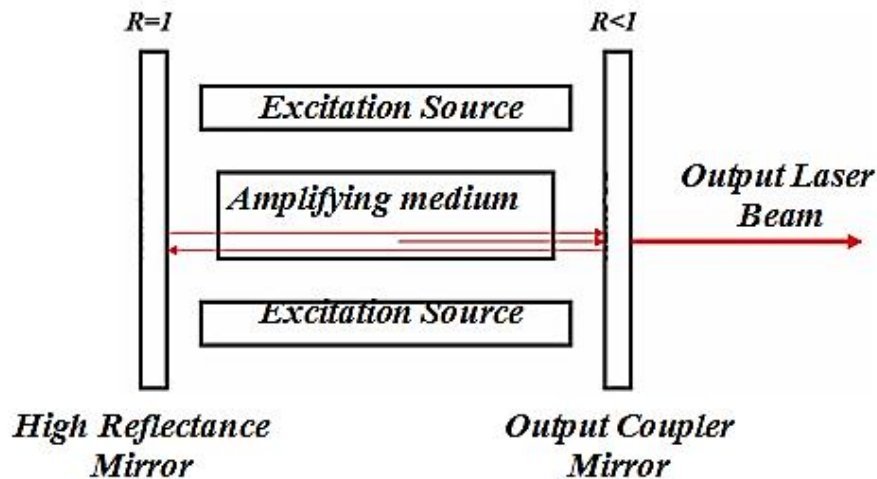 R=1
R<1
Excitation Source
Amplifying medium
Output Laser
Beam
Excitation Source
High Reflectance
Mirror
Output Coupler
Mirror